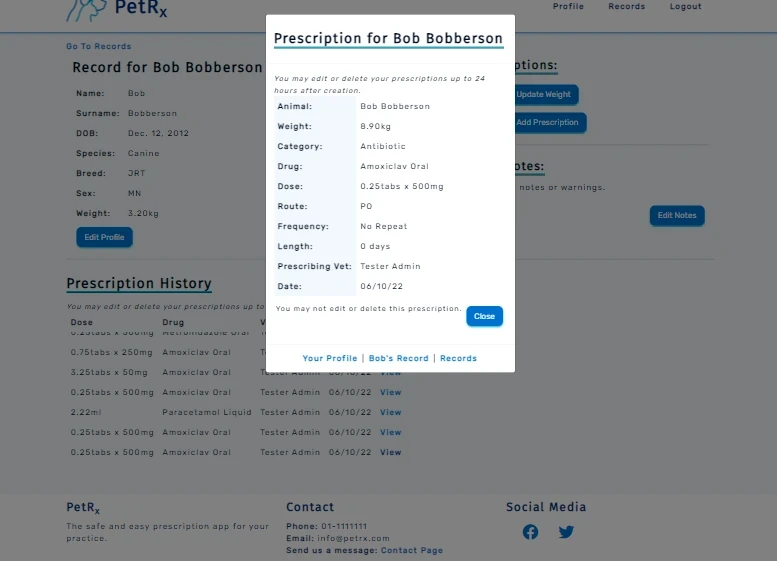 PetRx
Profile Records Logout
Go To Records
Record for Bob Bobberson
Name: Bob
Surname: Bobberson
DOB: Dec. 12, 2012
Species: Canine
Breed: JRT
Sex: MN
Weight: 3.20kg
Edit Profile
ptions:
Update Weight
Add Prescription
otes:
notes or warnings.
Edit Notes
Prescription for Bob Bobberson
You may edit or delete your prescriptions up to 24
hours after creation.
Animal: Bob Bobberson
Weight: 8.90kg
Category: Antibiotic
Drug: Amoxiclav Oral
Dose: 0.25tabs x 500mg
Route: PO
Frequency: No Repeat
Length: 0 days
Prescribing Vet: Tester Admin
Date: 06/10/22
You may not edit or delete this prescription.
Close
Your Profile | Bob's Record | Records
Prescription History
You may edit or delete your prescriptions up to
Dose Drug V
0.25tabs x 500mg Metronidazole Oral
0.75tabs x 250mg Amoxiclav Oral
3.25tabs x 50mg Amoxiclav Oral Tester Admin 06/10/22 View
0.25tabs x 500mg Amoxiclav Oral Tester Admin 06/10/22 View
2.22ml Paracetamol Liquid Tester Admin 06/10/22 View
0.25tabs x 500mg Amoxiclav Oral Tester Admin 06/10/22 View
0.25tabs x 500mg Amoxiclav Oral Tester Admin 06/10/22 View
PetRx
The safe and easy prescription app for your
practice.
Contact
Phone: 01-1111111
Email: info@petrx.com
Send us a message: Contact Page
Social Media